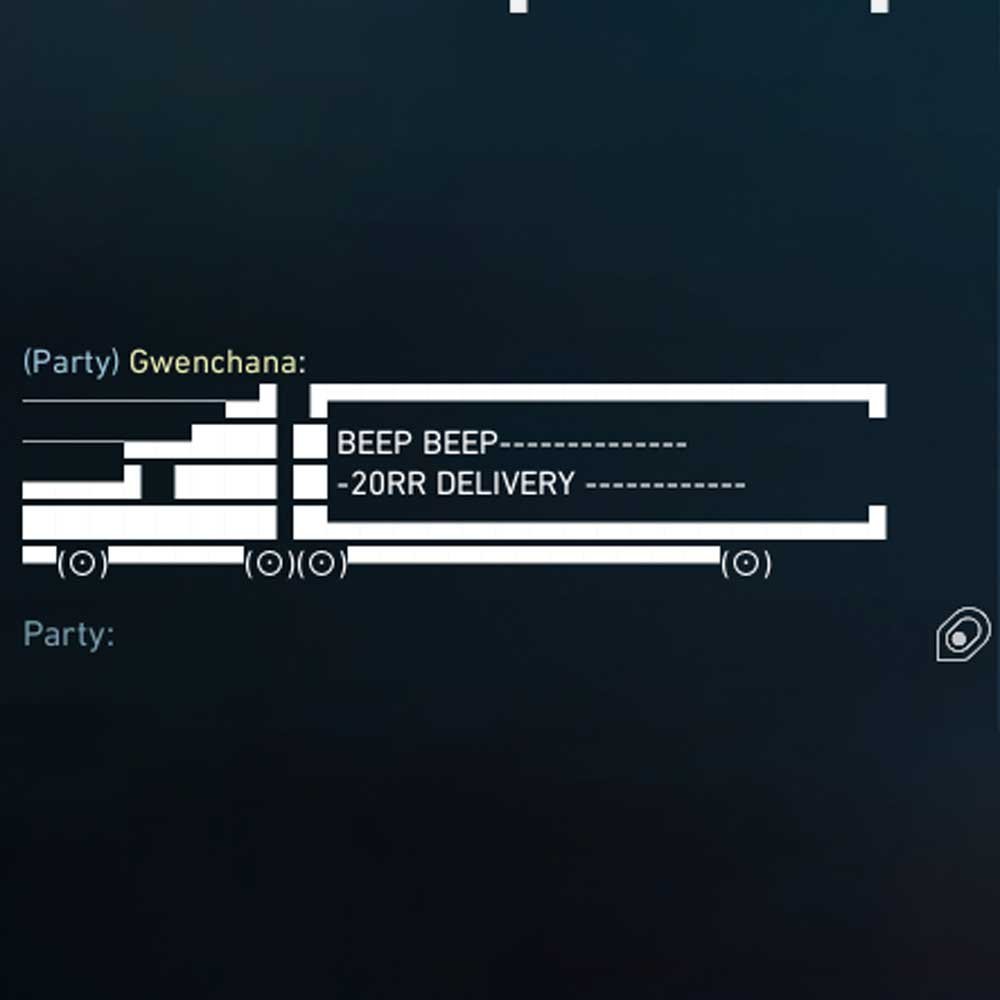 (Party) Gwenchana:
BEEP BEEP--------------
-20RR DELIVERY ------------
(⊙) (⊙)(⊙) (⊙)
Party: